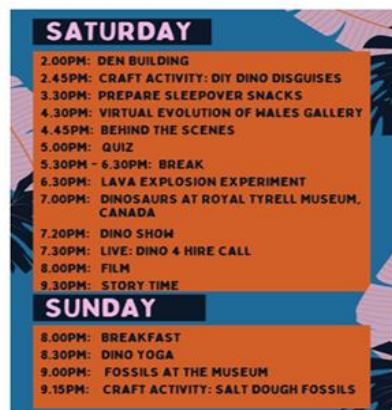 SATURDAY
2.00PM: DEN BUILDING
2.45PM: CRAFT ACTIVITY: DIY DINO DISGUISES
3.30PM: PREPARE SLEEPOVER SNACKS
4.30PM: VIRTUAL EVOLUTION OF WALES GALLERY
4.45PM: BEHIND THE SCENES
5.00PM: QUIZ
5.30PM - 6.30PM: BREAK
6.30PM: LAVA EXPLOSION EXPERIMENT
7.00PM: DINOSAURS AT ROYAL TYRELL MUSEUM,
CANADA
7.20PM: DINO SHOW
7.30PM: LIVE: DINO 4 HIRE CALL
8.00PM: FILM
9.30PM: STORY TIME
SUNDAY
8.00PM: BREAKFAST
8.30PM: DINO YOGA
9.00PM: FOSSILS AT THE MUSEUM
9.15PM: CRAFT ACTIVITY: SALT DOUGH FOSSILS